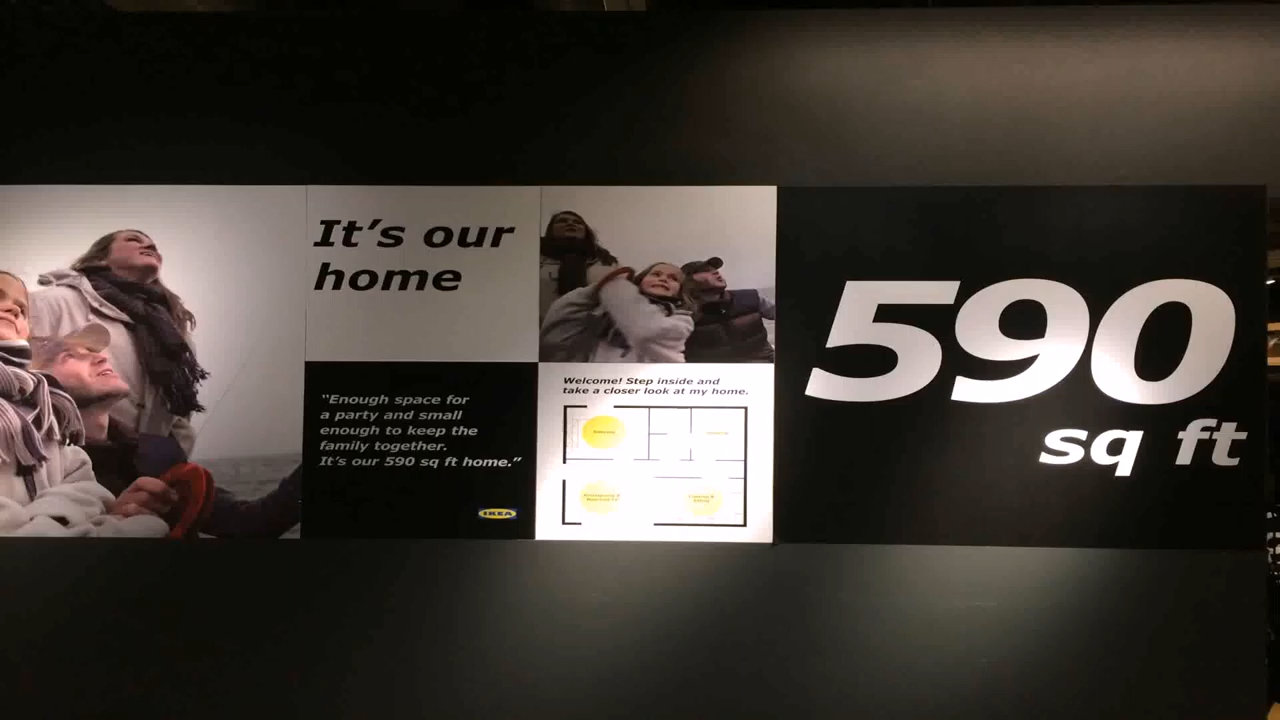 It's our
home
"Enough space for
a party and small
enough to keep the
family together.
It's our 590 sq ft home."
IKEA
Welcome! Step inside and
take a closer look at my home.
590
sq ft